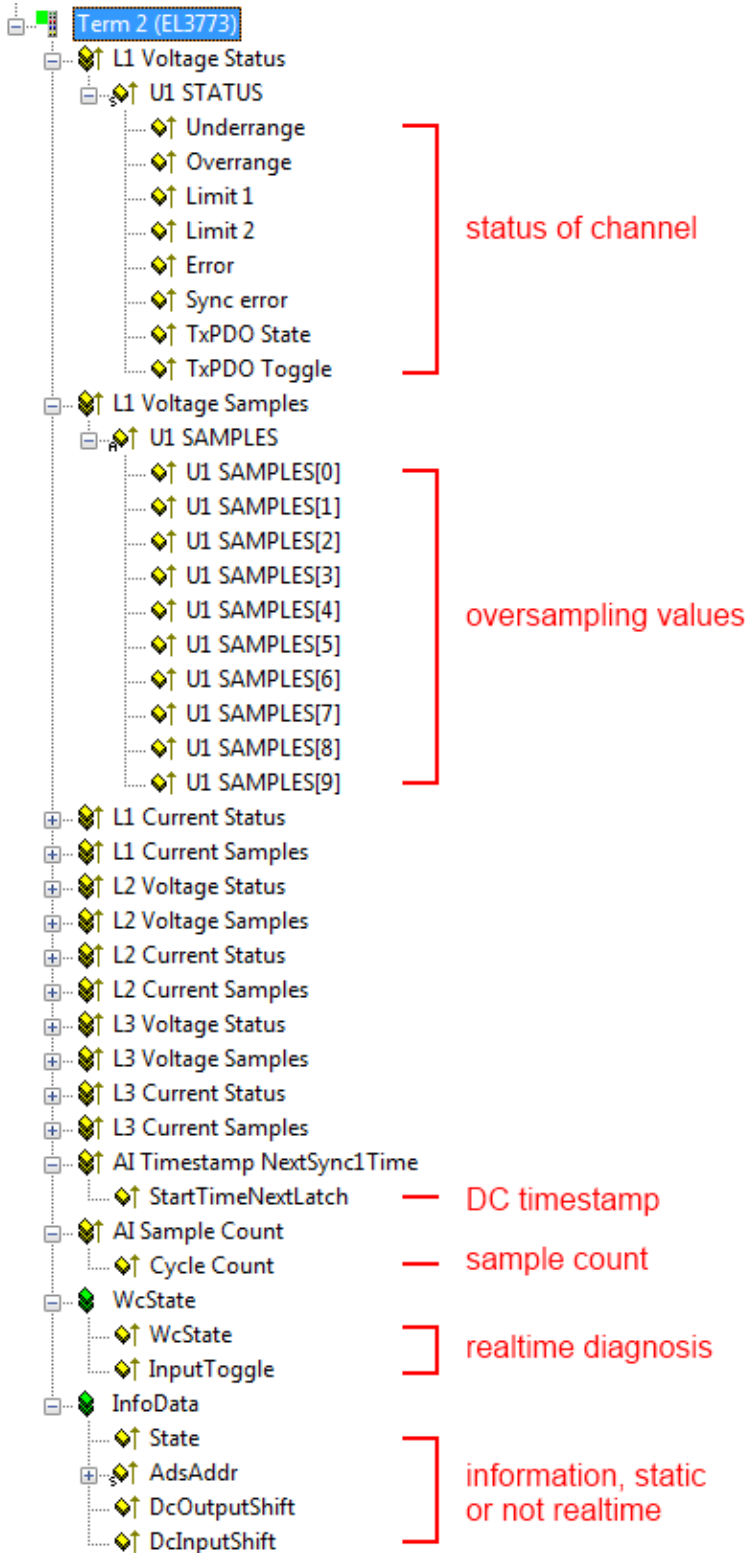 Term 2 (EL3773)
L1 Voltage Status
U1 STATUS
Underrange
Overrange
Limit 1
Limit 2
status of channel
Error
Sync error
TxPDO State
TxPDO Toggle
L1 Voltage Samples
U1 SAMPLES
U1 SAMPLES[0]
U1 SAMPLES[1]
U1 SAMPLES[2]
U1 SAMPLES[3]
U1 SAMPLES[4]
oversampling values
U1 SAMPLES[5]
U1 SAMPLES[6]
U1 SAMPLES[7]
U1 SAMPLES[8]
U1 SAMPLES[9]
L1 Current Status
L1 Current Samples
L2 Voltage Status
L2 Voltage Samples
L2 Current Status
L2 Current Samples
L3 Voltage Status
L3 Voltage Samples
L3 Current Status
L3 Current Samples
AI Timestamp NextSync1Time
StartTimeNextLatch
DC timestamp
AI Sample Count
Cycle Count
sample count
WcState
WcState
realtime diagnosis
InputToggle
InfoData
State
AdsAddr
information, static
or not realtime
DcOutputShift
DcInputShift